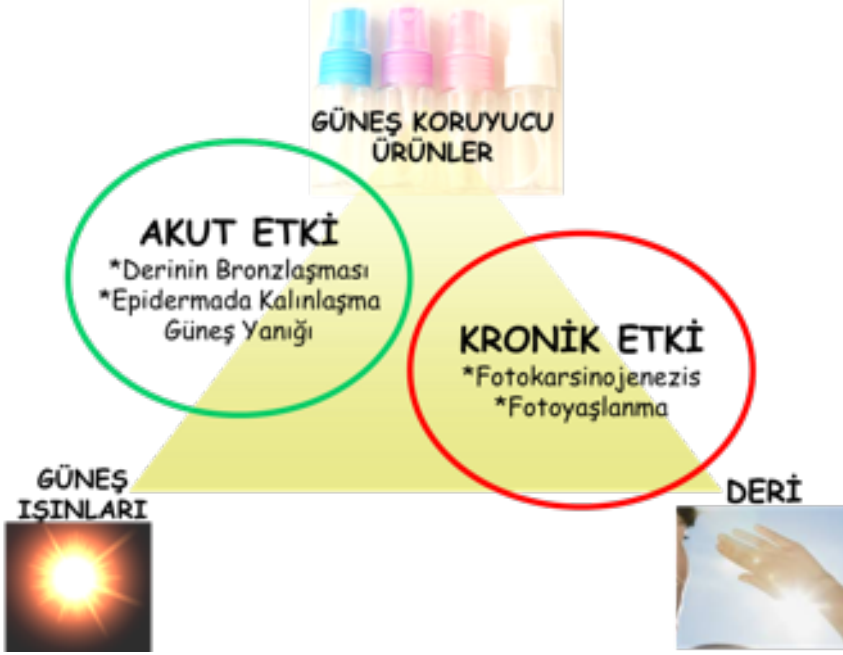 GÜNEŞ KORUYUCU
ÜRÜNLER
AKUT ETKİ
*Derinin Bronzlaşması
*Epidermada Kalınlaşma
Güneş Yanığı
KRONİK ETKİ
*Fotokarsinojenezis
*Fotoyaşlanma
GÜNEŞ
IŞINLARI
DERİ